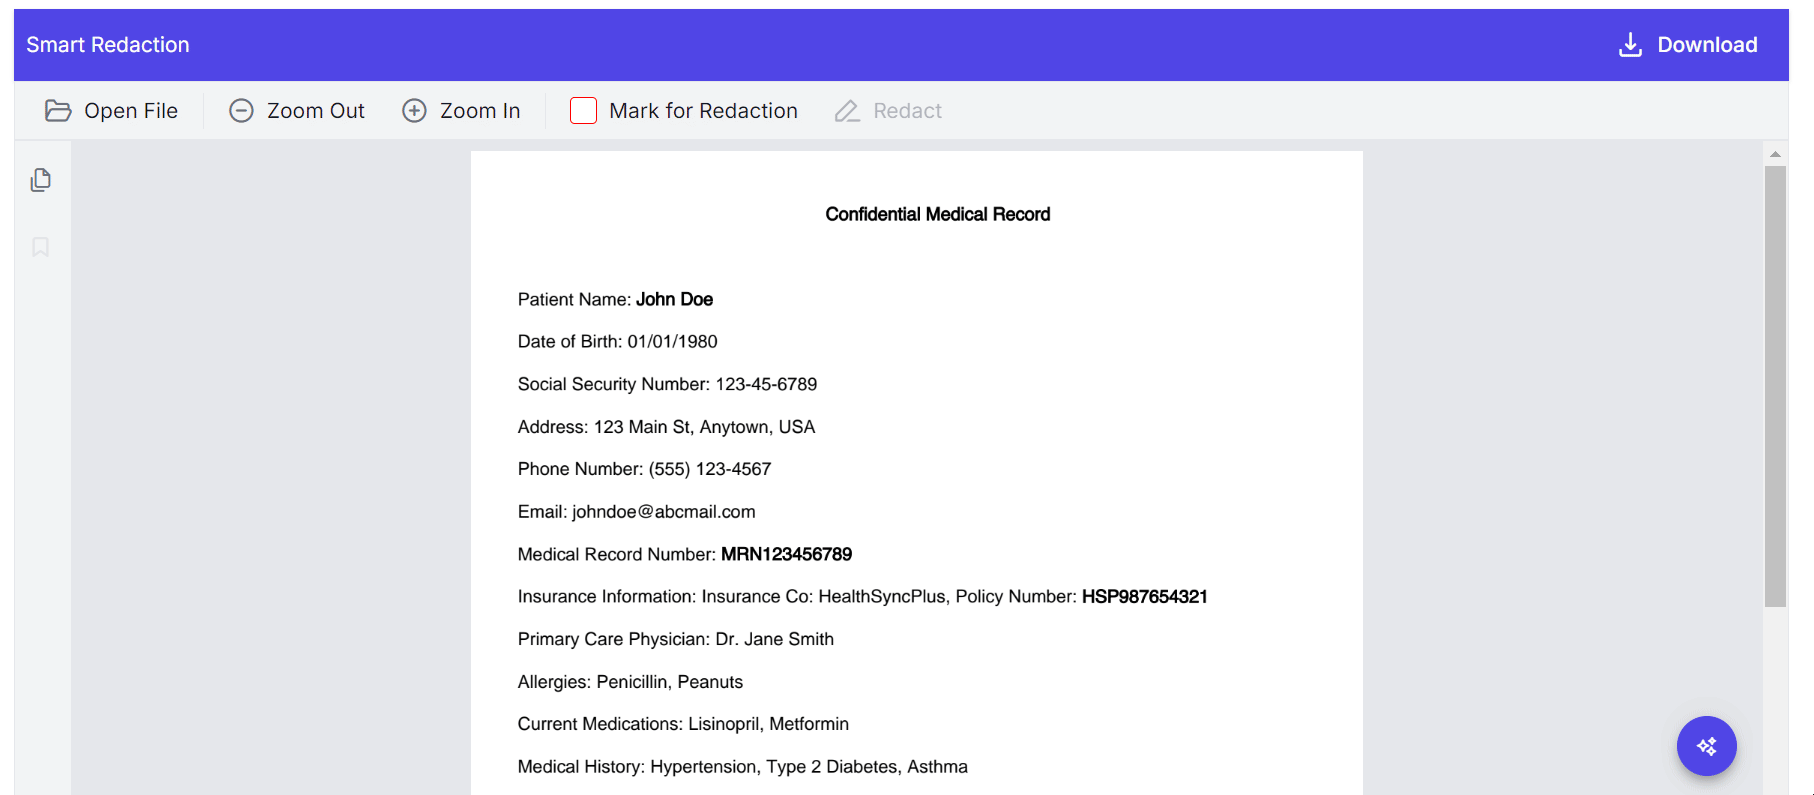 Smart Redaction
Download
Open File
Zoom Out
Zoom In
Mark for Redaction
Redact
Confidential Medical Record
Patient Name: John Doe
Date of Birth: 01/01/1980
Social Security Number: 123-45-6789
Address: 123 Main St, Anytown, USA
Phone Number: (555) 123-4567
Email: johndoe@abcmail.com
Medical Record Number: MRN123456789
Insurance Information: Insurance Co: HealthSyncPlus, Policy Number: HSP987654321
Primary Care Physician: Dr. Jane Smith
Allergies: Penicillin, Peanuts
Current Medications: Lisinopril, Metformin
Medical History: Hypertension, Type 2 Diabetes, Asthma